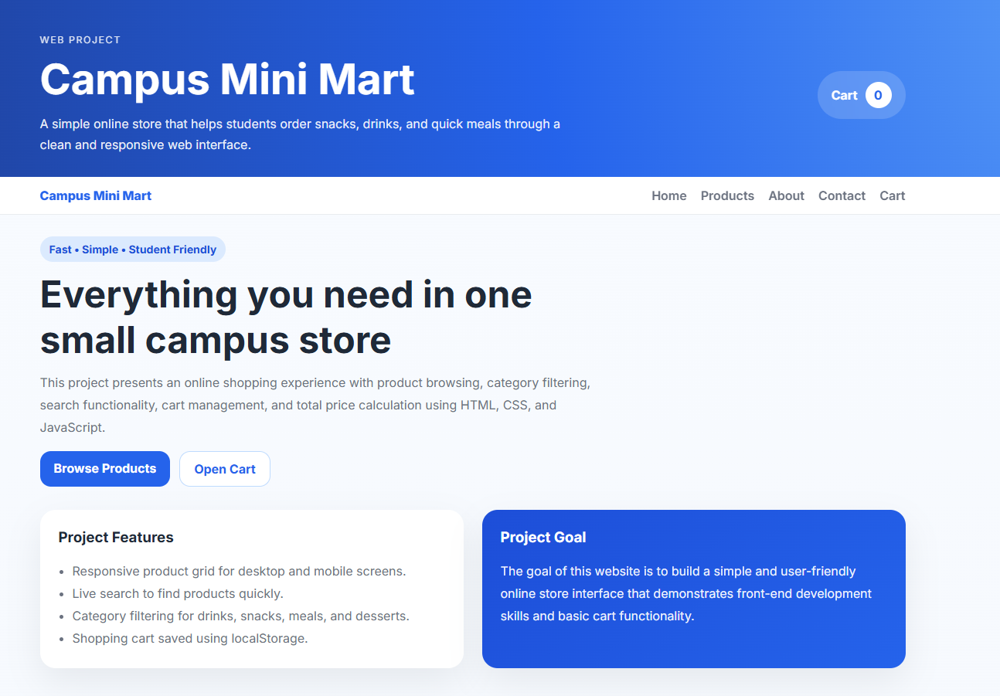 WEB PROJECT
Campus Mini Mart
A simple online store that helps students order snacks, drinks, and quick meals through a
clean and responsive web interface.
Cart 0
Campus Mini Mart
Home Products About Contact Cart
Fast • Simple • Student Friendly
Everything you need in one
small campus store
This project presents an online shopping experience with product browsing, category filtering,
search functionality, cart management, and total price calculation using HTML, CSS, and
JavaScript.
Browse Products
Open Cart
Project Features
• Responsive product grid for desktop and mobile screens.
• Live search to find products quickly.
• Category filtering for drinks, snacks, meals, and desserts.
• Shopping cart saved using localStorage.
Project Goal
The goal of this website is to build a simple and user-friendly
online store interface that demonstrates front-end development
skills and basic cart functionality.